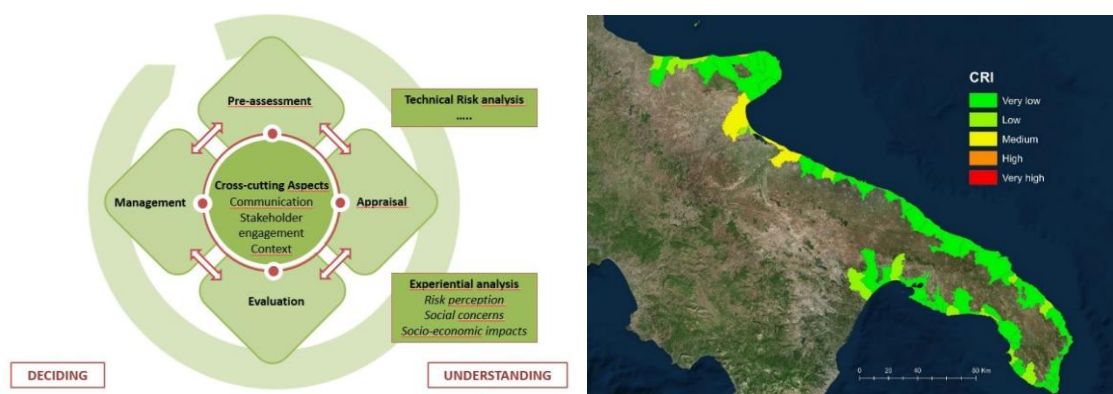 Pre-assessment
Technical Risk analysis
.....
Cross-cutting Aspects
Communication
Stakeholder
engagement
Context
Management
Appraisal
Evaluation
Experiential analysis
Risk perception
Social concerns
Socio-economic impacts
DECIDING
UNDERSTANDING
CRI
Very low
Low
Medium
High
Very high
0 10 20 40 60 80 Km